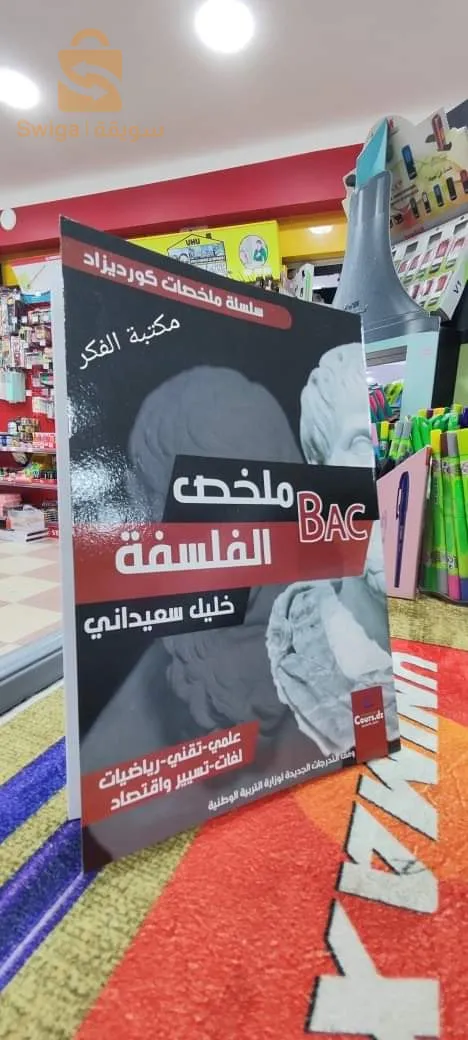 Swiga | سويقة
UHU
سلسلة ملخصات كورديزاد
مكتبة الفكر
ملخص
BAC
الفلسفة
خليل سعيداني
Cours.dz
علمي-تقني-رياضيات
لغات-تسيير واقتصاد
وفقا للتدرجات الجديدة لوزارة التربية الوطنية
UNIMAX